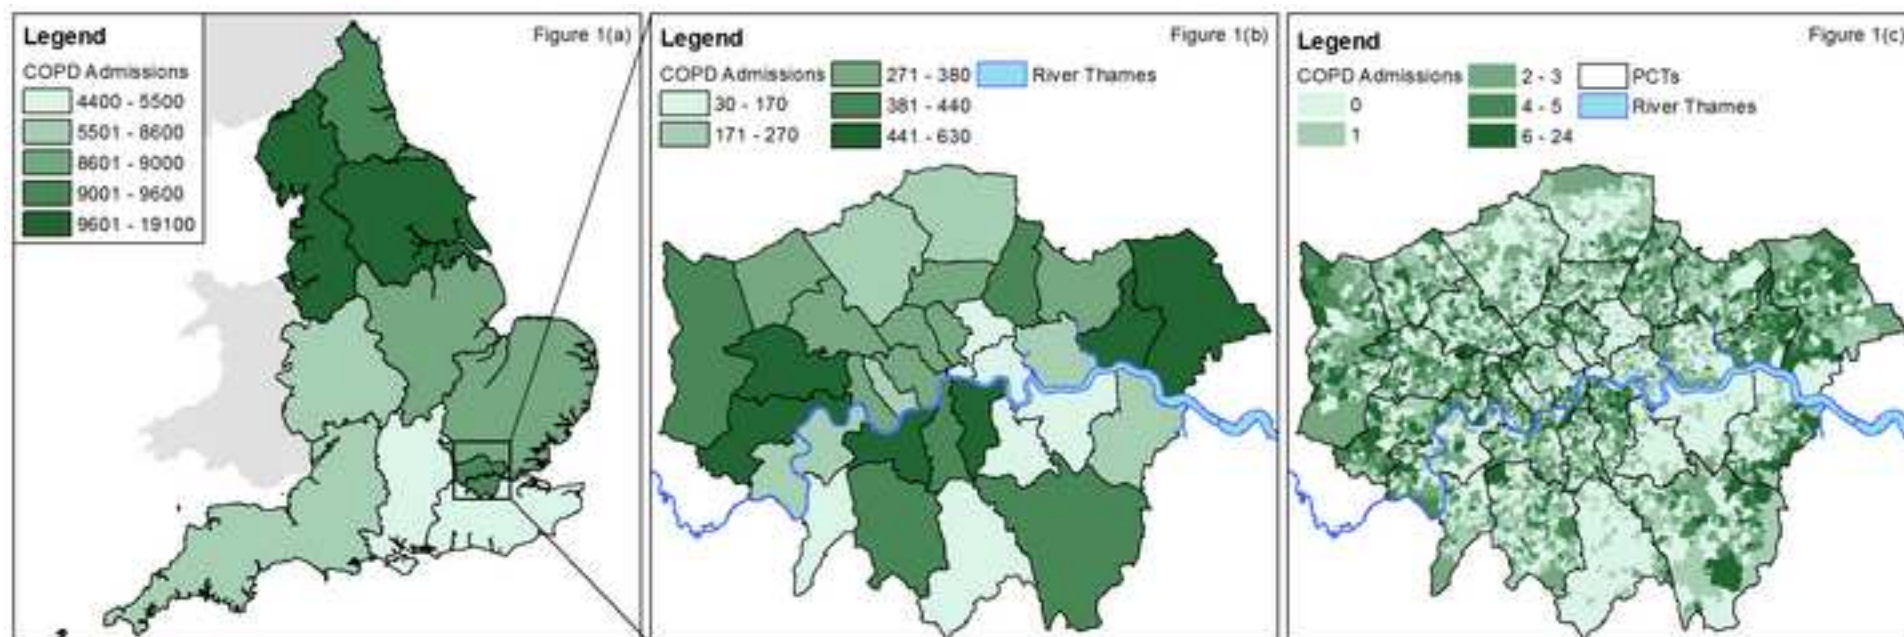 Legend
Figure 1(a)
COPD Admissions
4400 - 5500
5501 - 8600
8601 - 9000
9001 - 9600
9601 - 19100
Legend
Figure 1(b)
COPD Admissions
30 - 170
171 - 270
271 - 380
381 - 440
441 - 630
River Thames
Legend
Figure 1(c)
COPD Admissions
0
1
2 - 3
4 - 5
6 - 24
PCTs
River Thames